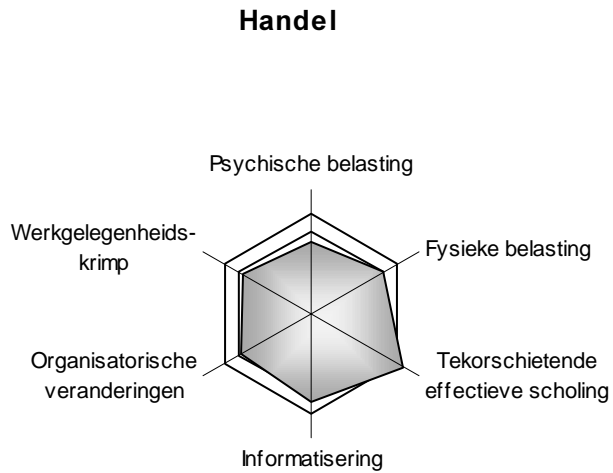 Handel
Psychische belasting
Werkgelegenheids-
krimp
Fysieke belasting
Organisatorische
veranderingen
Tekorschietende
effectieve scholing
Informatisering